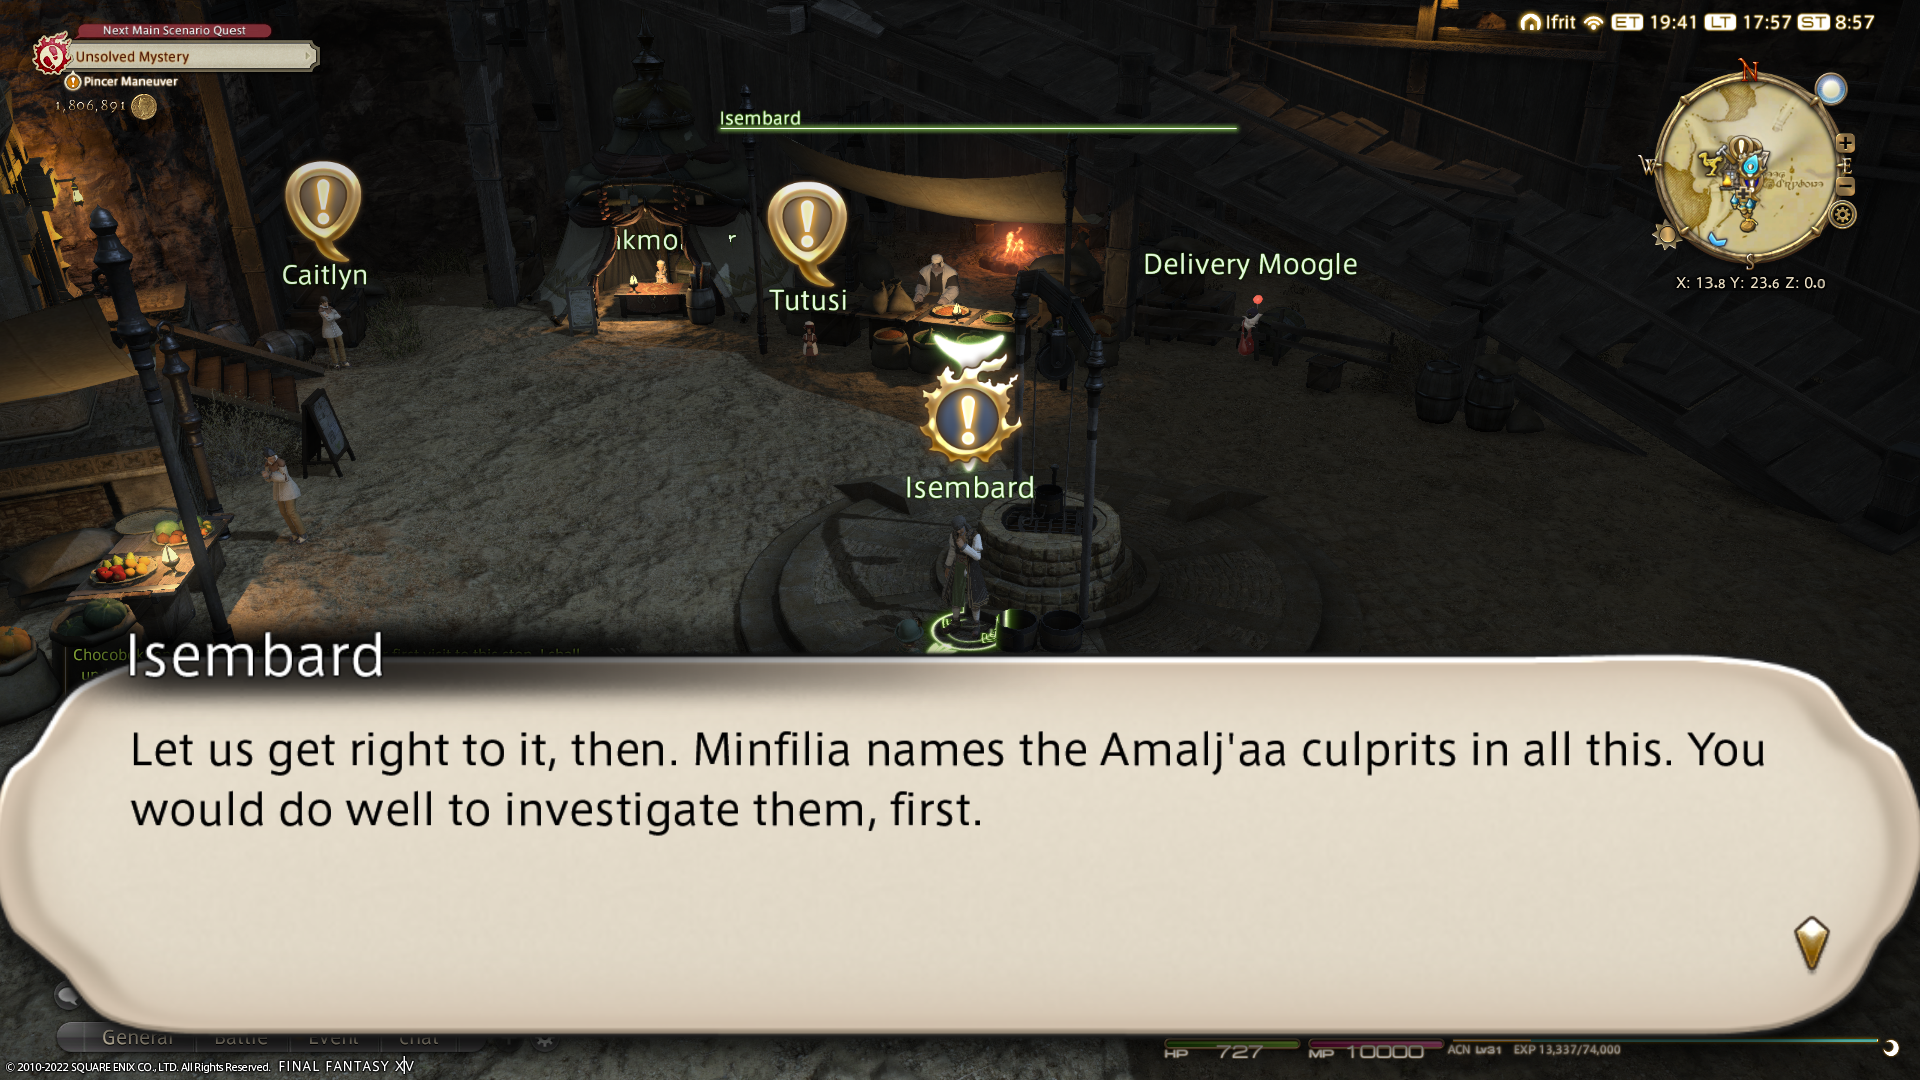 Next Main Scenario Quest
Unsolved Mystery
Pincer Maneuver
1,806,891
Ifrit ET 19:41 LT 17:57 ST 8:57
N
W
E
S
X: 13.8 Y: 23.6 Z: 0.0
Isembard
Caitlyn
Tutusi
Delivery Moogle
Isembard
Isembard
Let us get right to it, then. Minfilia names the Amalj'aa culprits in all this. You
would do well to investigate them, first.
General Battle Event Chat
HP 727 MP 10000 ACN Lv31 EXP 13,337/74,000
© 2010-2022 SQUARE ENIX CO., LTD. All Rights Reserved. FINAL FANTASY XIV